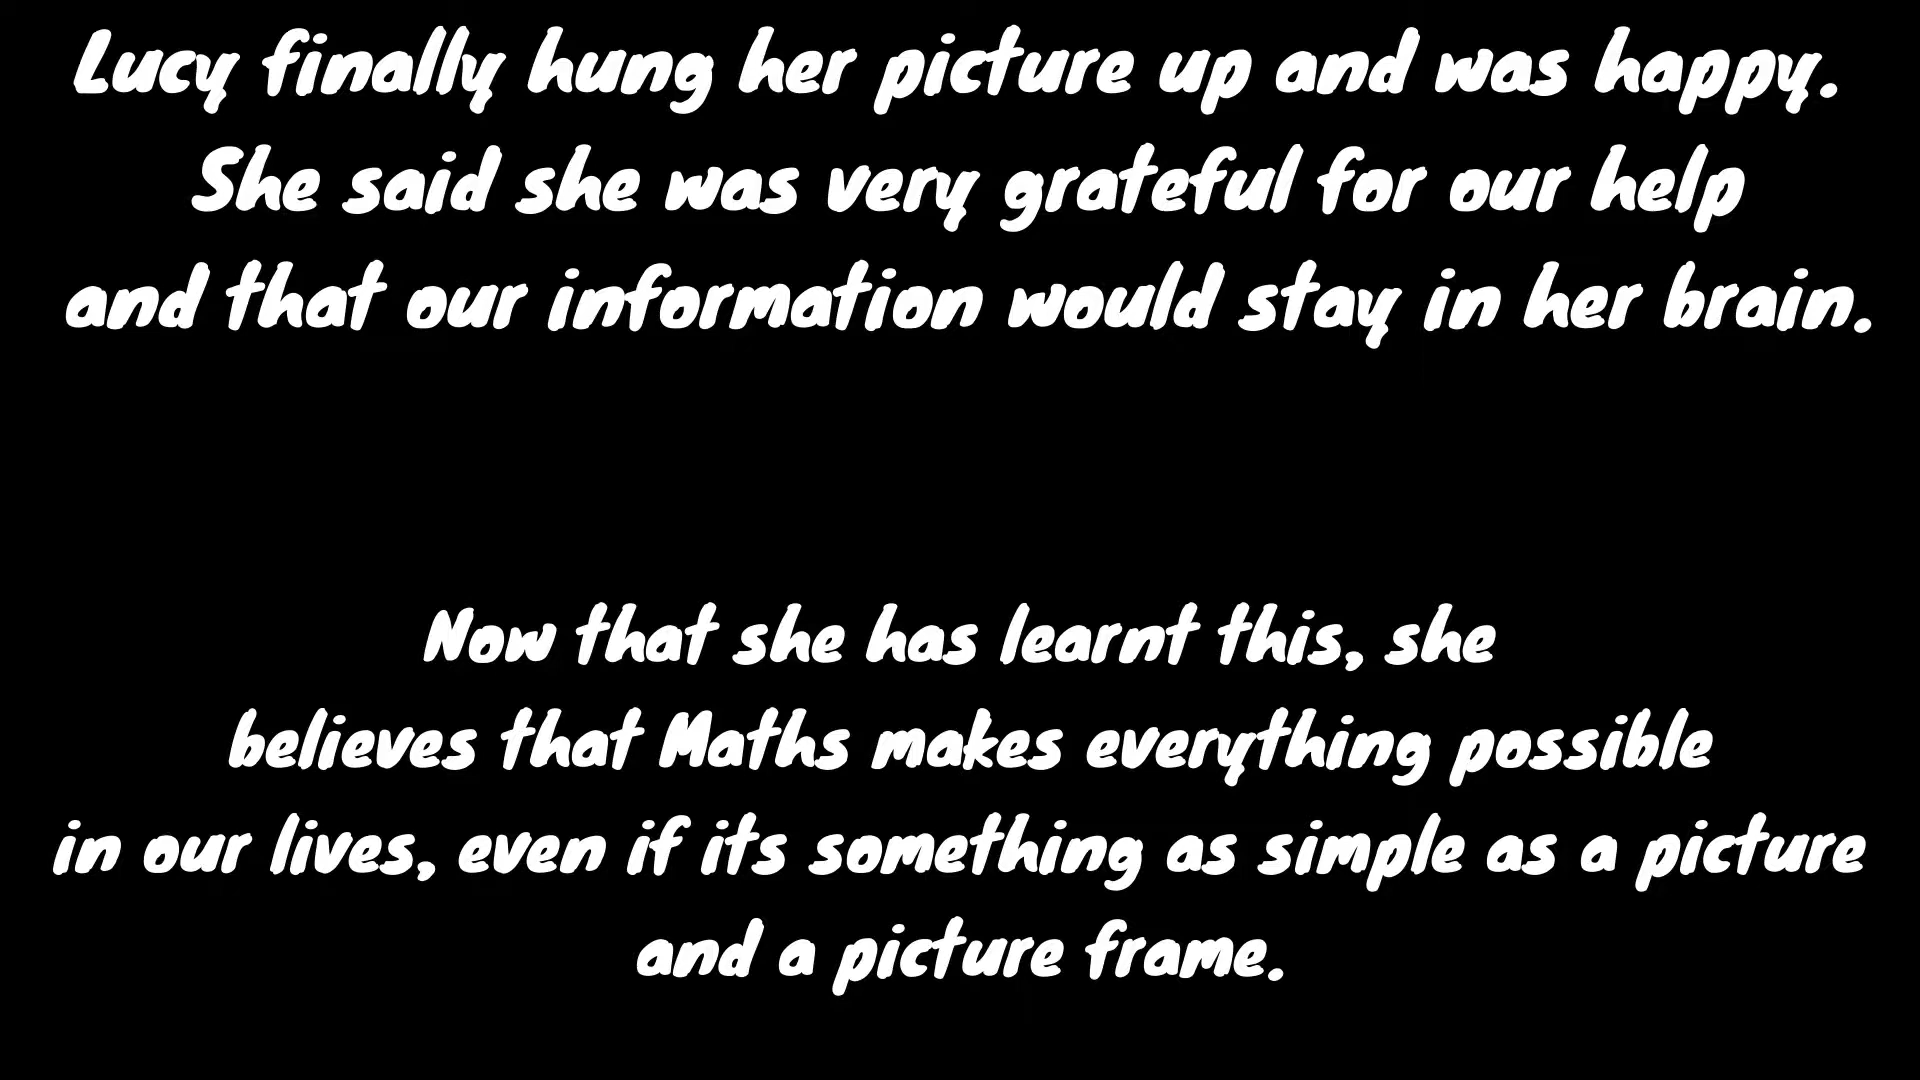 Lucy finally hung her picture up and was happy.
She said she was very grateful for our help
and that our information would stay in her brain.
Now that she has learnt this, she
believes that Maths makes everything possible
in our lives, even if its something as simple as a picture
and a picture frame.